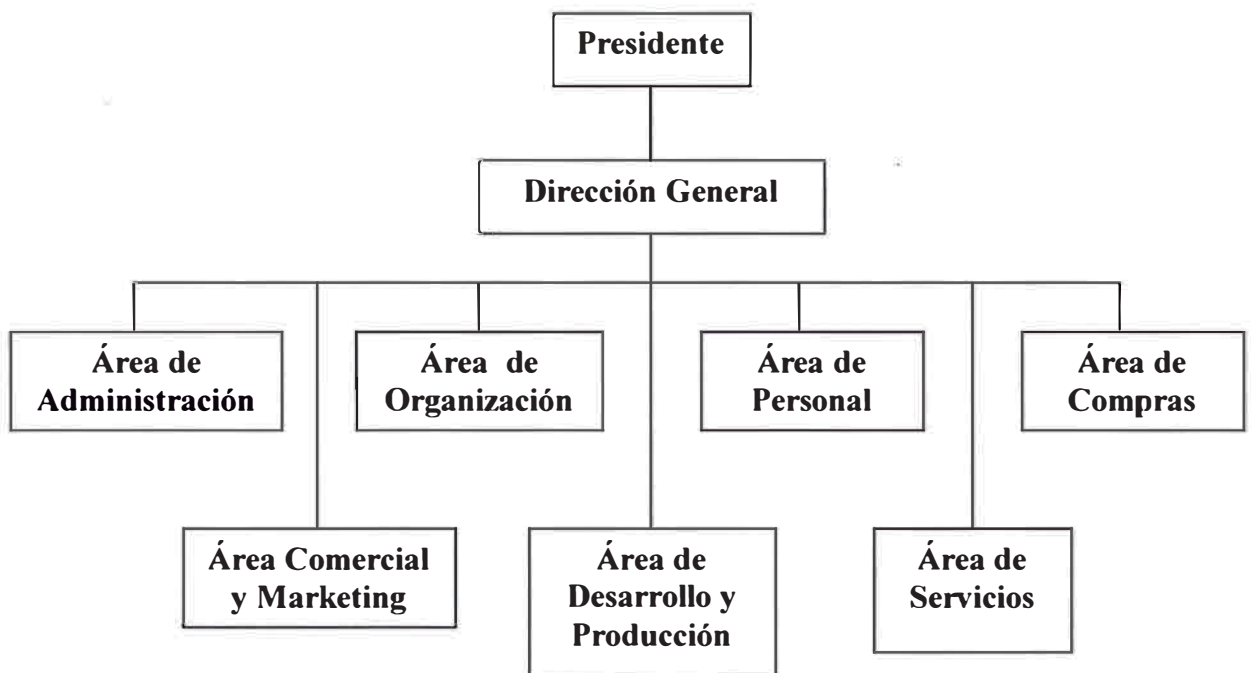 Presidente
Dirección General
Área de
Administración
Área de
Organización
Área de
Personal
Área de
Compras
Área Comercial
y Marketing
Área de
Desarrollo y
Producción
Área de
Servicios